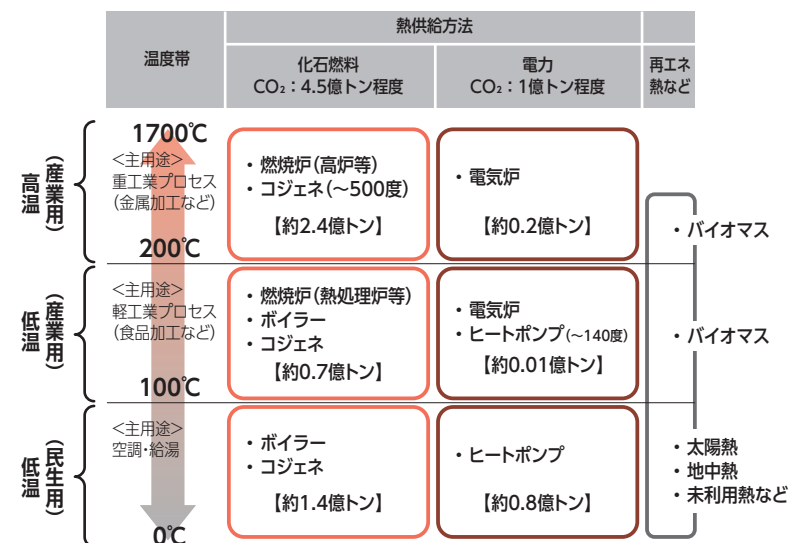 熱供給方法
温度帯
化石燃料
CO₂：4.5億トン程度
電力
CO₂：1億トン程度
再エネ
熱など
高温
（産業用）
1700℃
<主用途>
重工業プロセス
(金属加工など)
200℃
・燃焼炉(高炉等)
・コジェネ(～500度)
【約2.4億トン】
・電気炉
【約0.2億トン】
・バイオマス
低温
（産業用）
<主用途>
軽工業プロセス
(食品加工など)
100℃
・燃焼炉(熱処理炉等)
・ボイラー
・コジェネ
【約0.7億トン】
・電気炉
・ヒートポンプ(～140度)
【約0.01億トン】
・バイオマス
低温
（民生用）
<主用途>
空調・給湯
0℃
・ボイラー
・コジェネ
【約1.4億トン】
・ヒートポンプ
【約0.8億トン】
・太陽熱
・地中熱
・未利用熱など